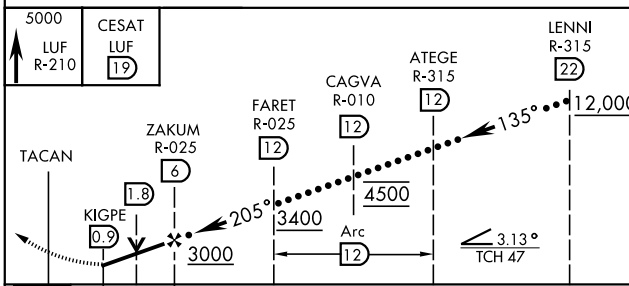 5000
LUF
R-210
CESAT
LUF
19
LENNI
R-315
22
ATEGE
R-315
12
CAGVA
R-010
12
FARET
R-025
12
ZAKUM
R-025
6
TACAN
1.8
KIGPE
0.9
135°
12,000
4500
205°
3400
3000
Arc
12
3.13°
TCH 47